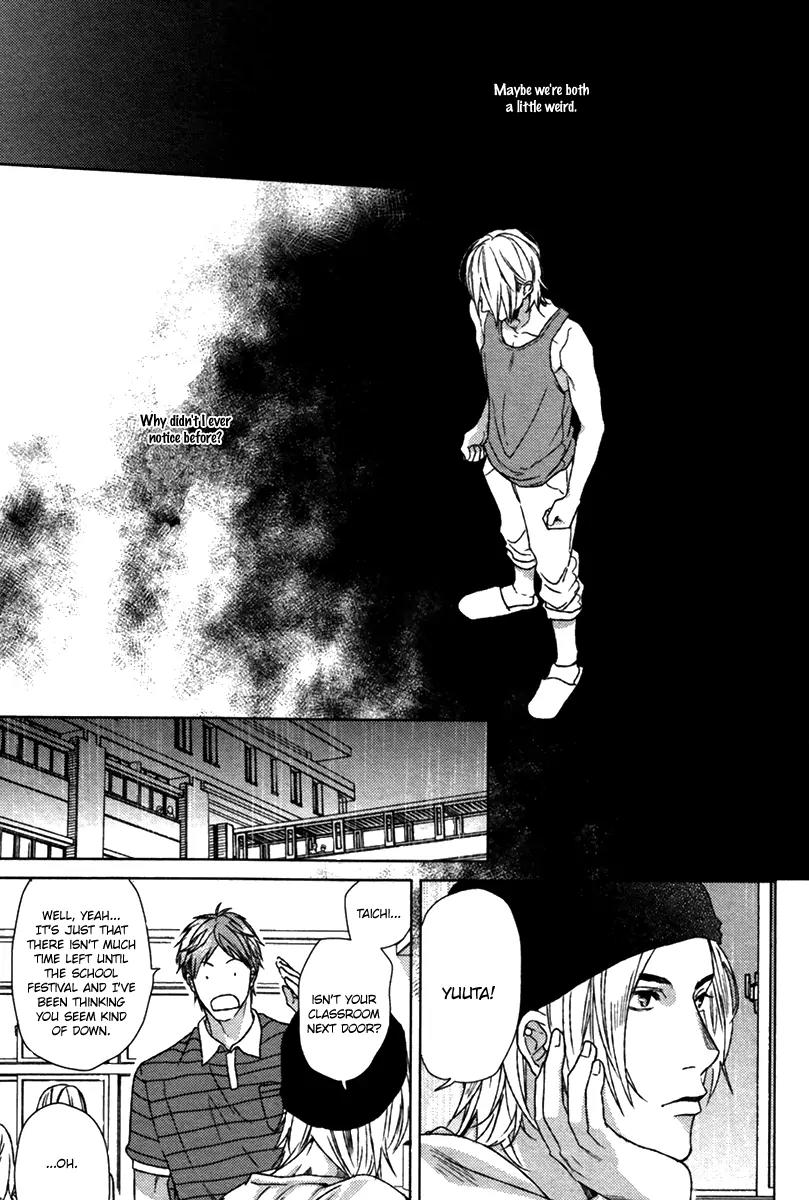 Maybe we're both
a little weird.
Why didn't I ever
notice before?
YUUTA!
TAICHI...
ISN'T YOUR
CLASSROOM
NEXT DOOR?
WELL, YEAH...
IT'S JUST THAT
THERE ISN'T MUCH
TIME LEFT UNTIL
THE SCHOOL
FESTIVAL AND I'VE
BEEN THINKING
YOU SEEM KIND
OF DOWN.
...OH.